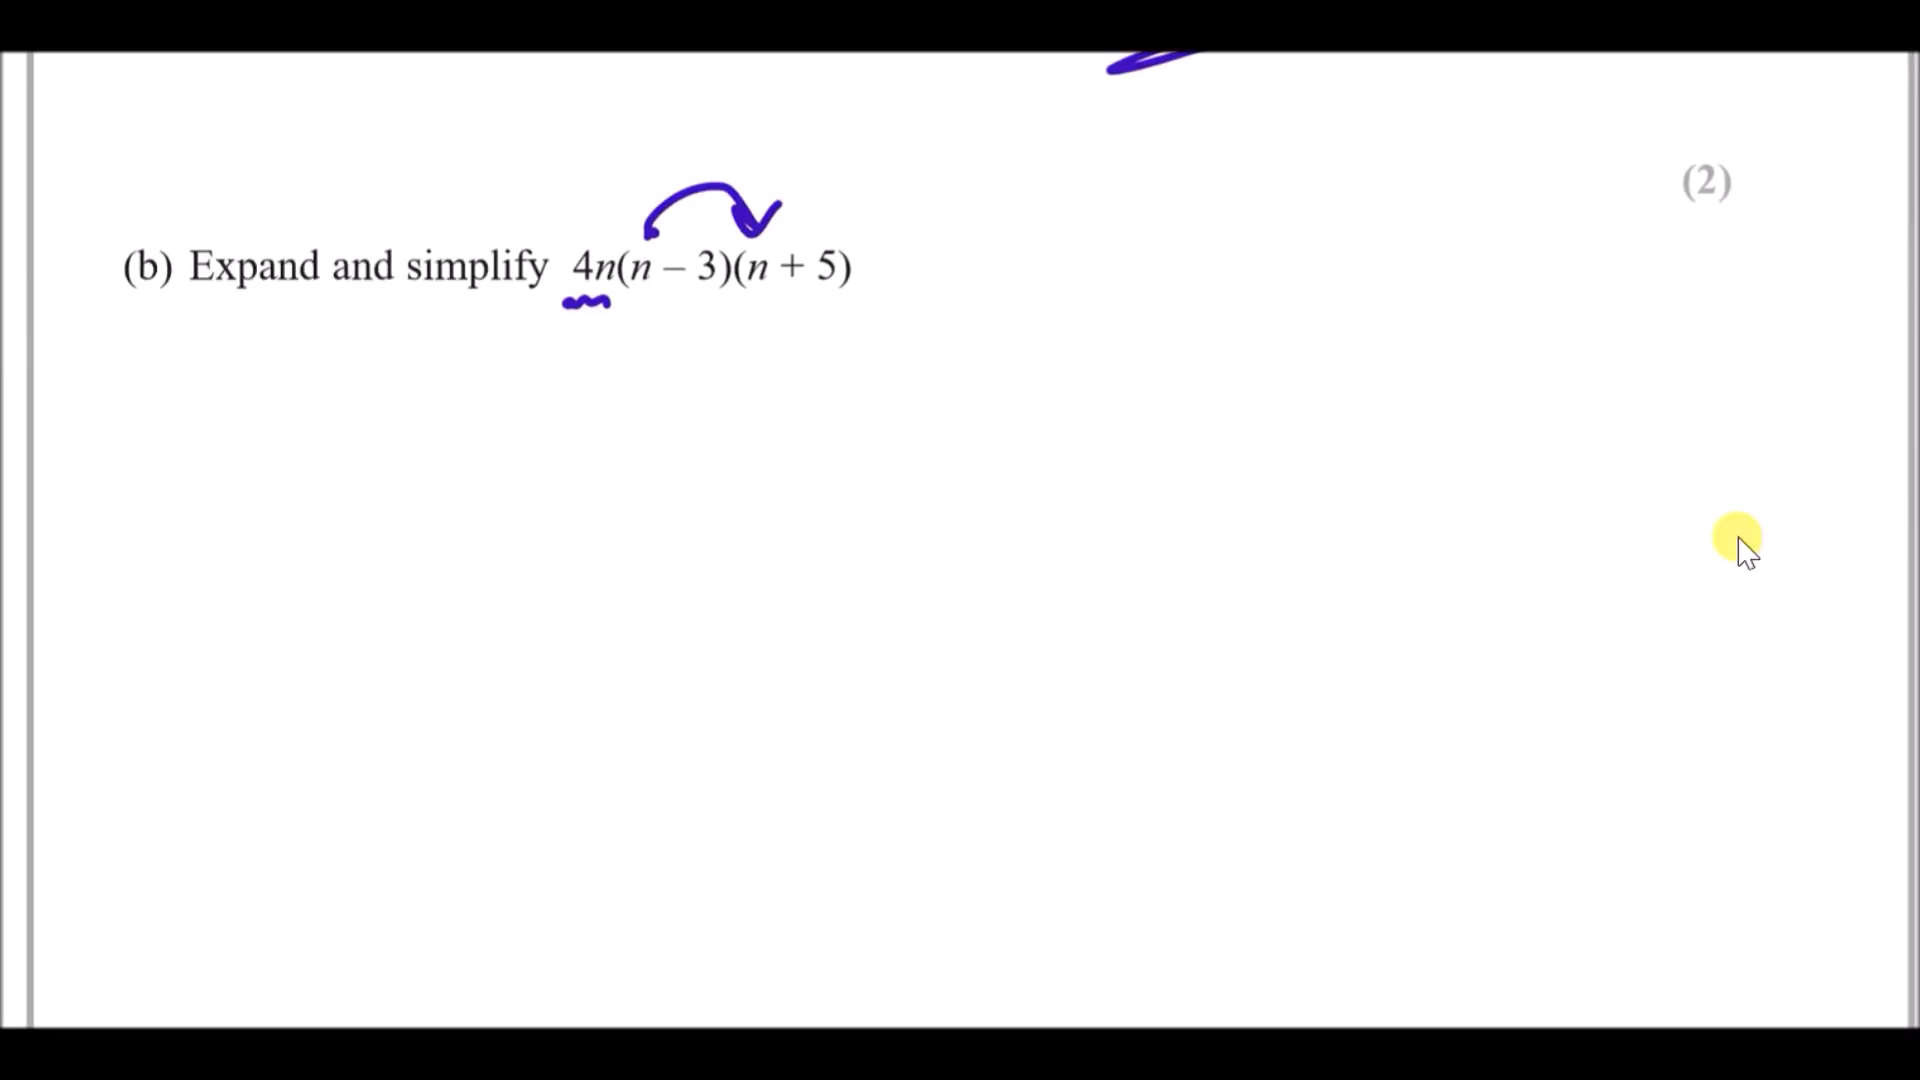 (2)
(b) Expand and simplify 4n(n – 3)(n + 5)